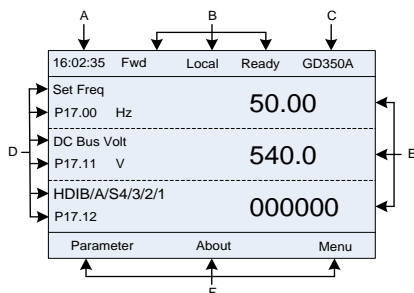 A B C
16:02:35 Fwd Local Ready GD350A
Set Freq
P17.00 Hz 50.00
DC Bus Volt
P17.11 V 540.0
HDIB/A/S4/3/2/1
P17.12 000000
D E
Parameter About Menu
F